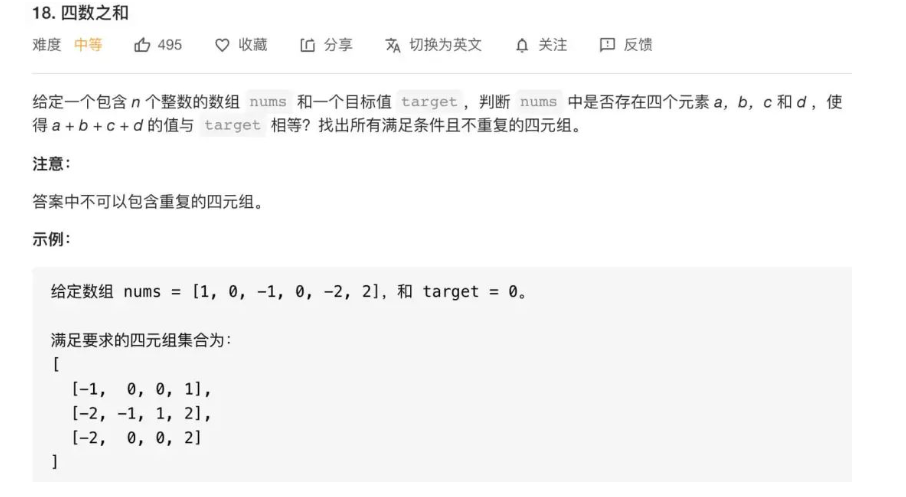 18. 四数之和
难度 中等 495 收藏 分享 切换为英文 关注 反馈
给定一个包含 n 个整数的数组 nums 和一个目标值 target，判断 nums 中是否存在四个元素 a，b，c 和 d ，使
得 a + b + c + d 的值与 target 相等？找出所有满足条件且不重复的四元组。
注意：
答案中不可以包含重复的四元组。
示例：
给定数组 nums = [1, 0, -1, 0, -2, 2]，和 target = 0。
满足要求的四元组集合为：
[
[-1, 0, 0, 1],
[-2, -1, 1, 2],
[-2, 0, 0, 2]
]